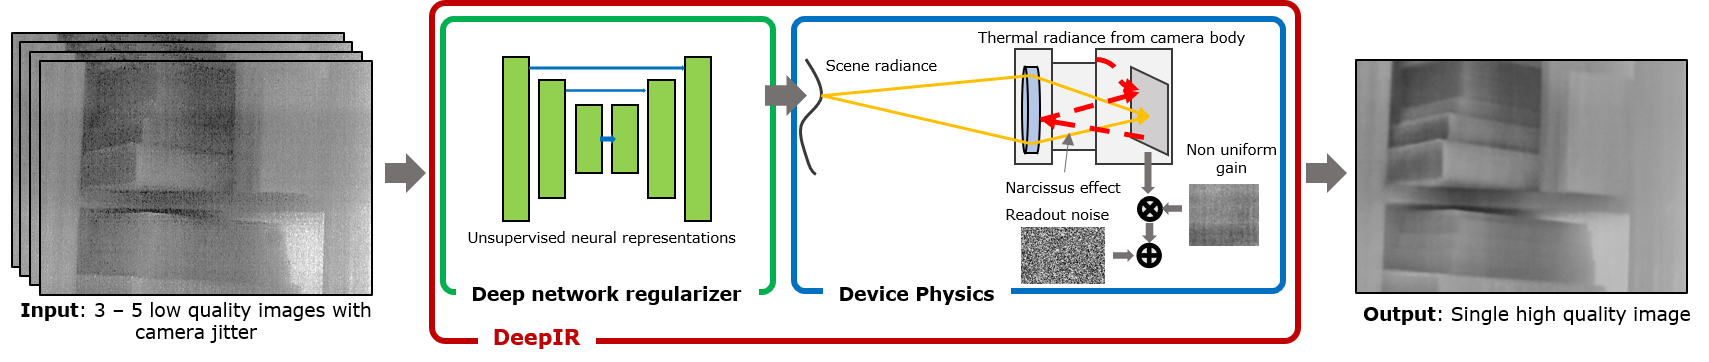 Input: 3 – 5 low quality images with
camera jitter
Unsupervised neural representations
Deep network regularizer
Scene radiance
Thermal radiance from camera body
Narcissus effect
Readout noise
Non uniform
gain
Device Physics
DeepIR
Output: Single high quality image